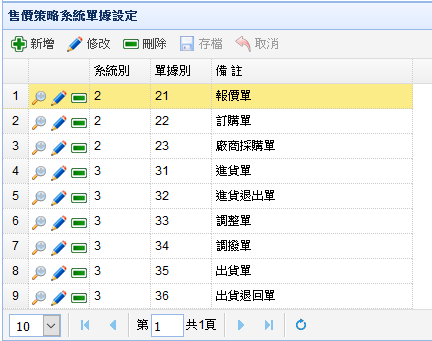 售價策略系統單據設定
新增 修改 刪除 存檔 取消
系統別 單據別 備 註
1 2 21 報價單
2 2 22 訂購單
3 2 23 廠商採購單
4 3 31 進貨單
5 3 32 進貨退出單
6 3 33 調整單
7 3 34 調撥單
8 3 35 出貨單
9 3 36 出貨退回單
10 第 1 共1頁